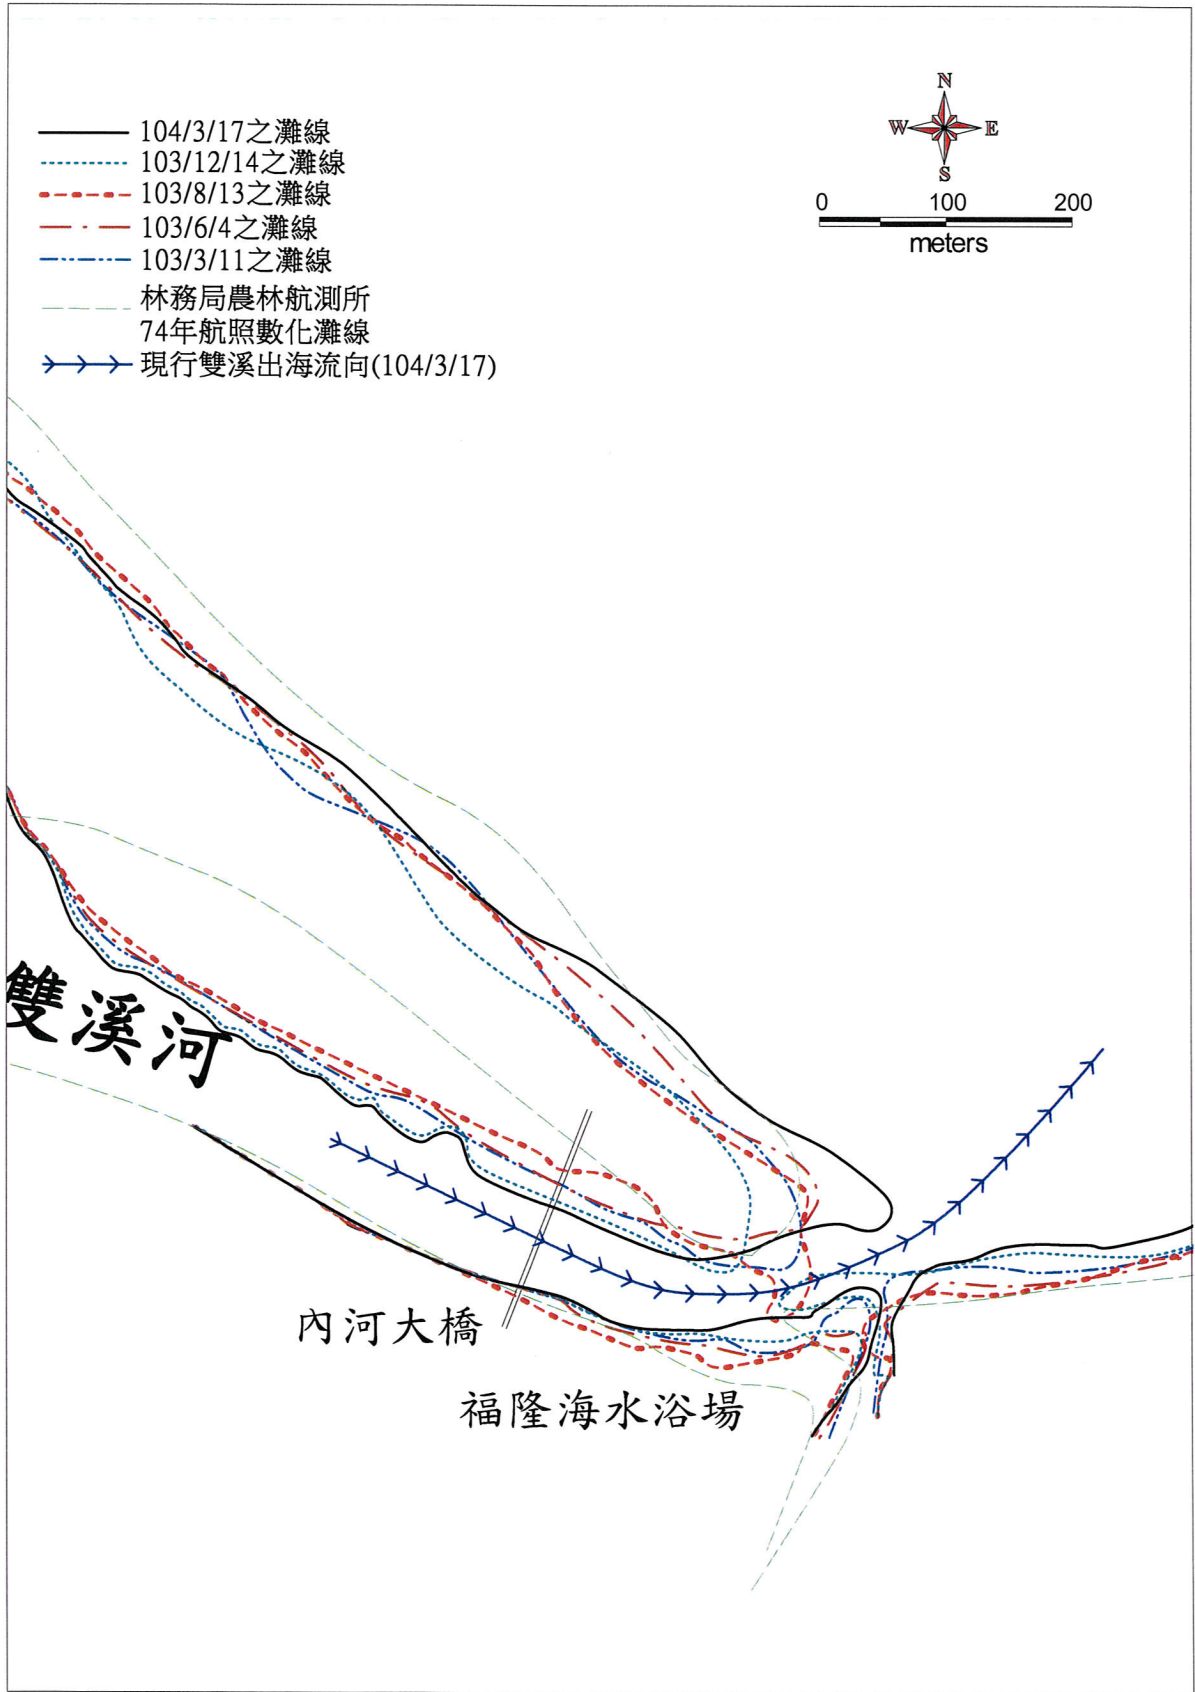 N
W E
S
0 100 200
meters
104/3/17之灘線
103/12/14之灘線
103/8/13之灘線
103/6/4之灘線
103/3/11之灘線
林務局農林航測所
74年航照數化灘線
現行雙溪出海流向(104/3/17)
雙溪河
內河大橋
福隆海水浴場